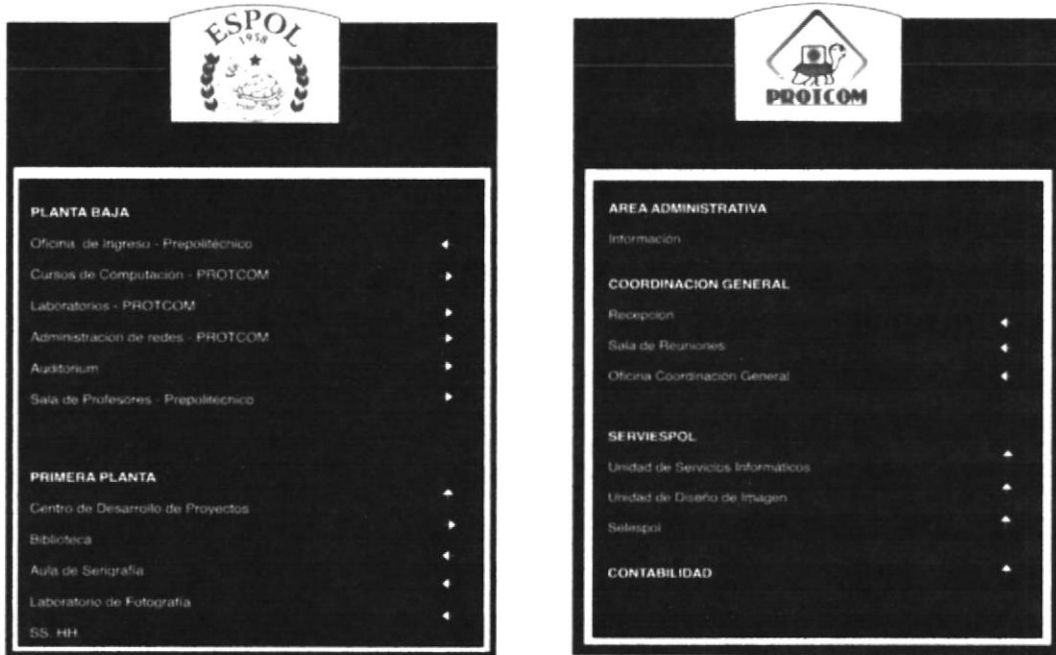 ESPOL
1958
PLANTA BAJA
Oficina de Ingreso - Prepolitécnico
Cursos de Computación - PROTCOM
Laboratorios - PROTCOM
Administracion de redes - PROTCOM
Auditorium
Sala de Profesores - Prepolitécnico
PRIMERA PLANTA
Centro de Desarrollo de Proyectos
Biblioteca
Aula de Serigrafía
Laboratorio de Fotografía
SS. HH.
PROTCOM
AREA ADMINISTRATIVA
Información
COORDINACION GENERAL
Recepcion
Sala de Reuniones
Oficina Coordinación General
SERVIESPOL
Unidad de Servicios Informáticos
Unidad de Diseño de Imagen
Selespol
CONTABILIDAD